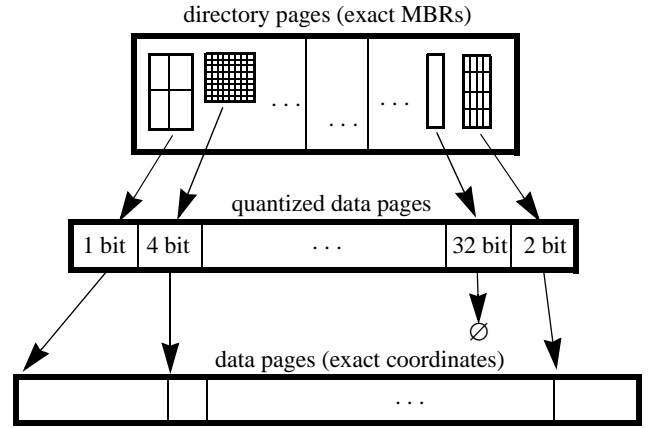 directory pages (exact MBRs)
. . .
. . .
. . .
quantized data pages
1 bit 4 bit . . . 32 bit 2 bit
∅
data pages (exact coordinates)
. . .